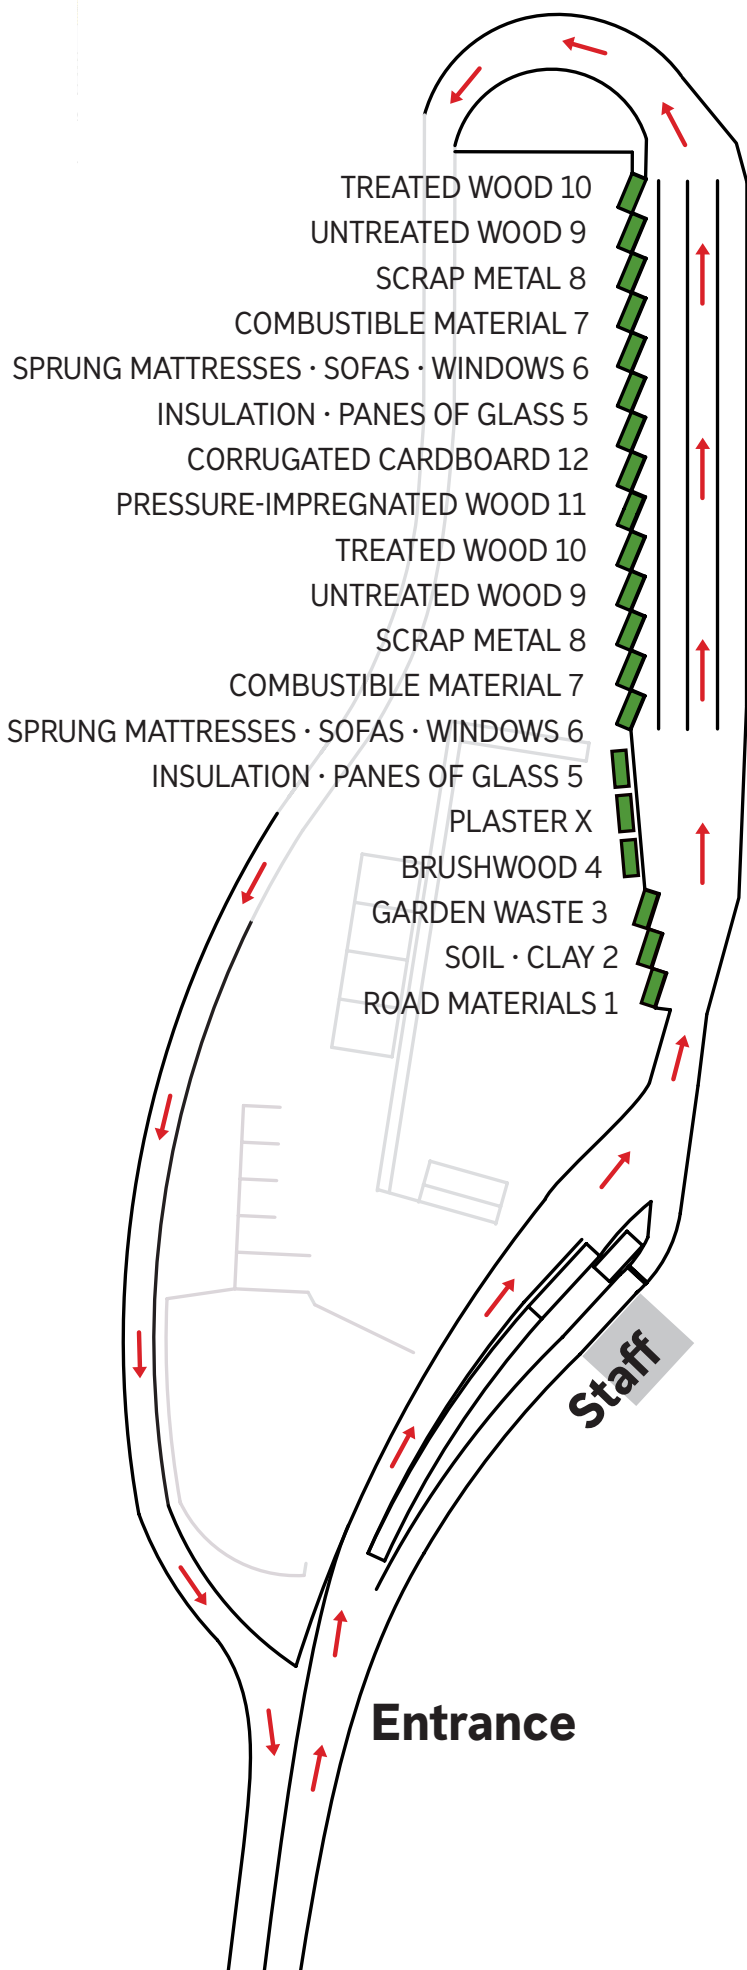 TREATED WOOD 10
UNTREATED WOOD 9
SCRAP METAL 8
COMBUSTIBLE MATERIAL 7
SPRUNG MATTRESSES · SOFAS · WINDOWS 6
INSULATION · PANES OF GLASS 5
CORRUGATED CARDBOARD 12
PRESSURE-IMPREGNATED WOOD 11
TREATED WOOD 10
UNTREATED WOOD 9
SCRAP METAL 8
COMBUSTIBLE MATERIAL 7
SPRUNG MATTRESSES · SOFAS · WINDOWS 6
INSULATION · PANES OF GLASS 5
PLASTER X
BRUSHWOOD 4
GARDEN WASTE 3
SOIL · CLAY 2
ROAD MATERIALS 1
Staff
Entrance